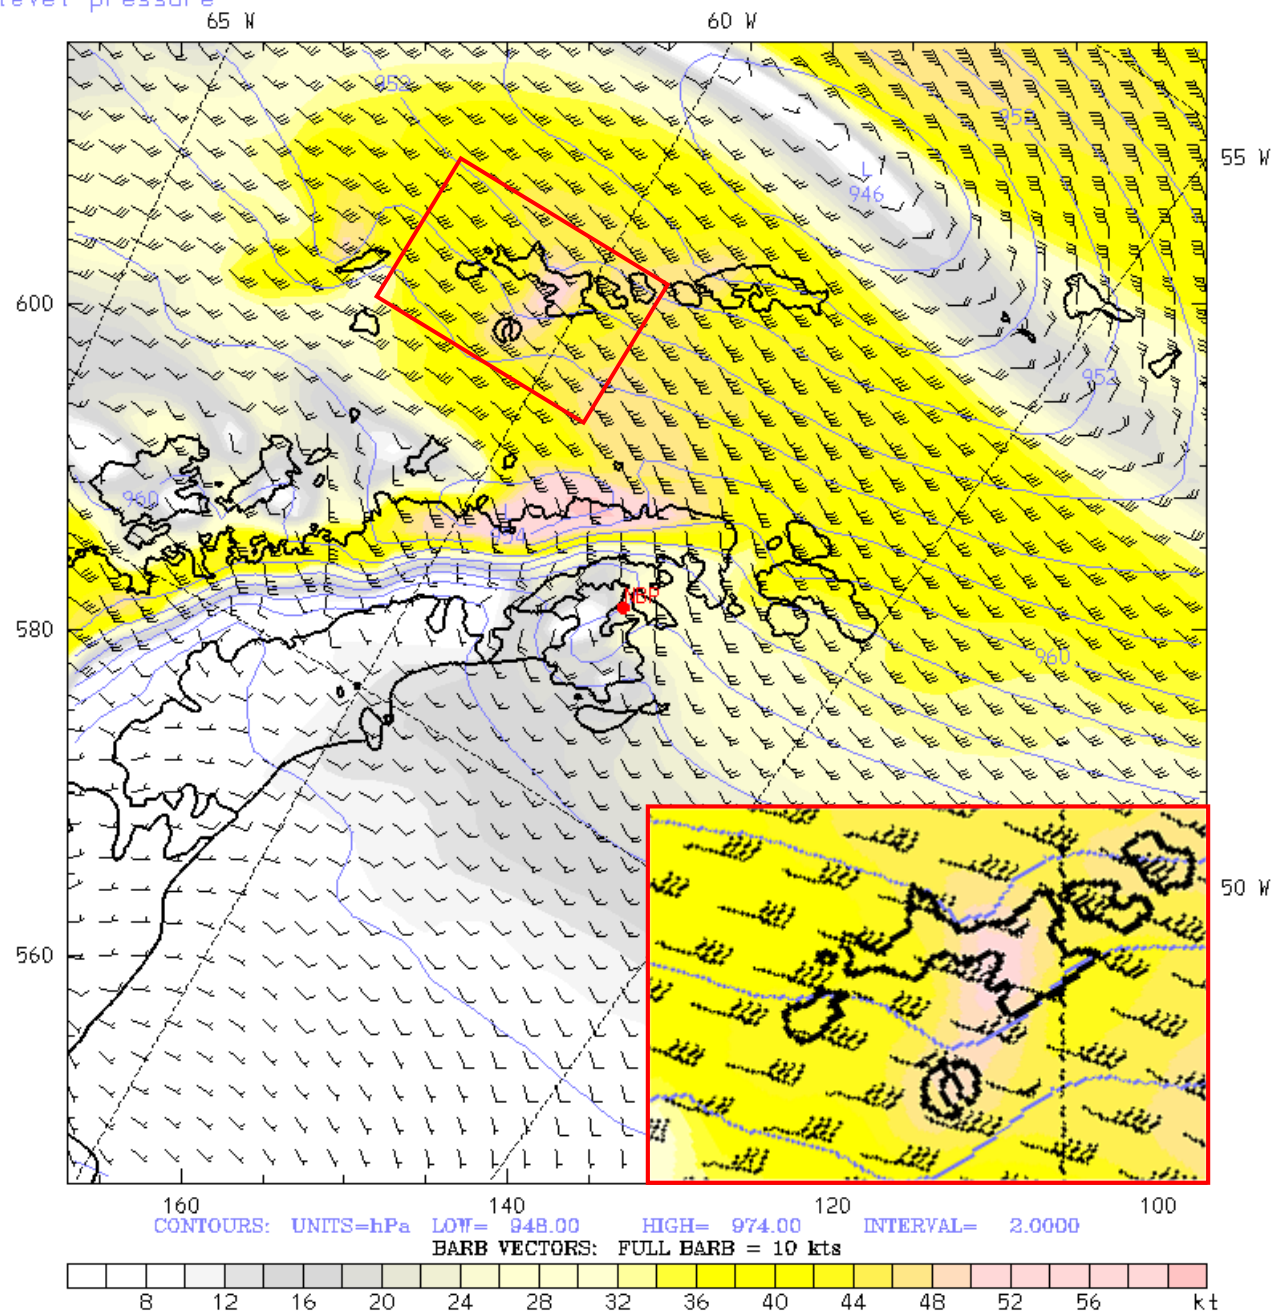 level pressure
65 W 60 W
55 W
952
952
L
946
600
952
960
L
954
NBP
580
960
50 W
560
160 140 120 100
CONTOURS: UNITS=hPa LOW= 948.00 HIGH= 974.00 INTERVAL= 2.0000
BARB VECTORS: FULL BARB = 10 kts
8 12 16 20 24 28 32 36 40 44 48 52 56 kt